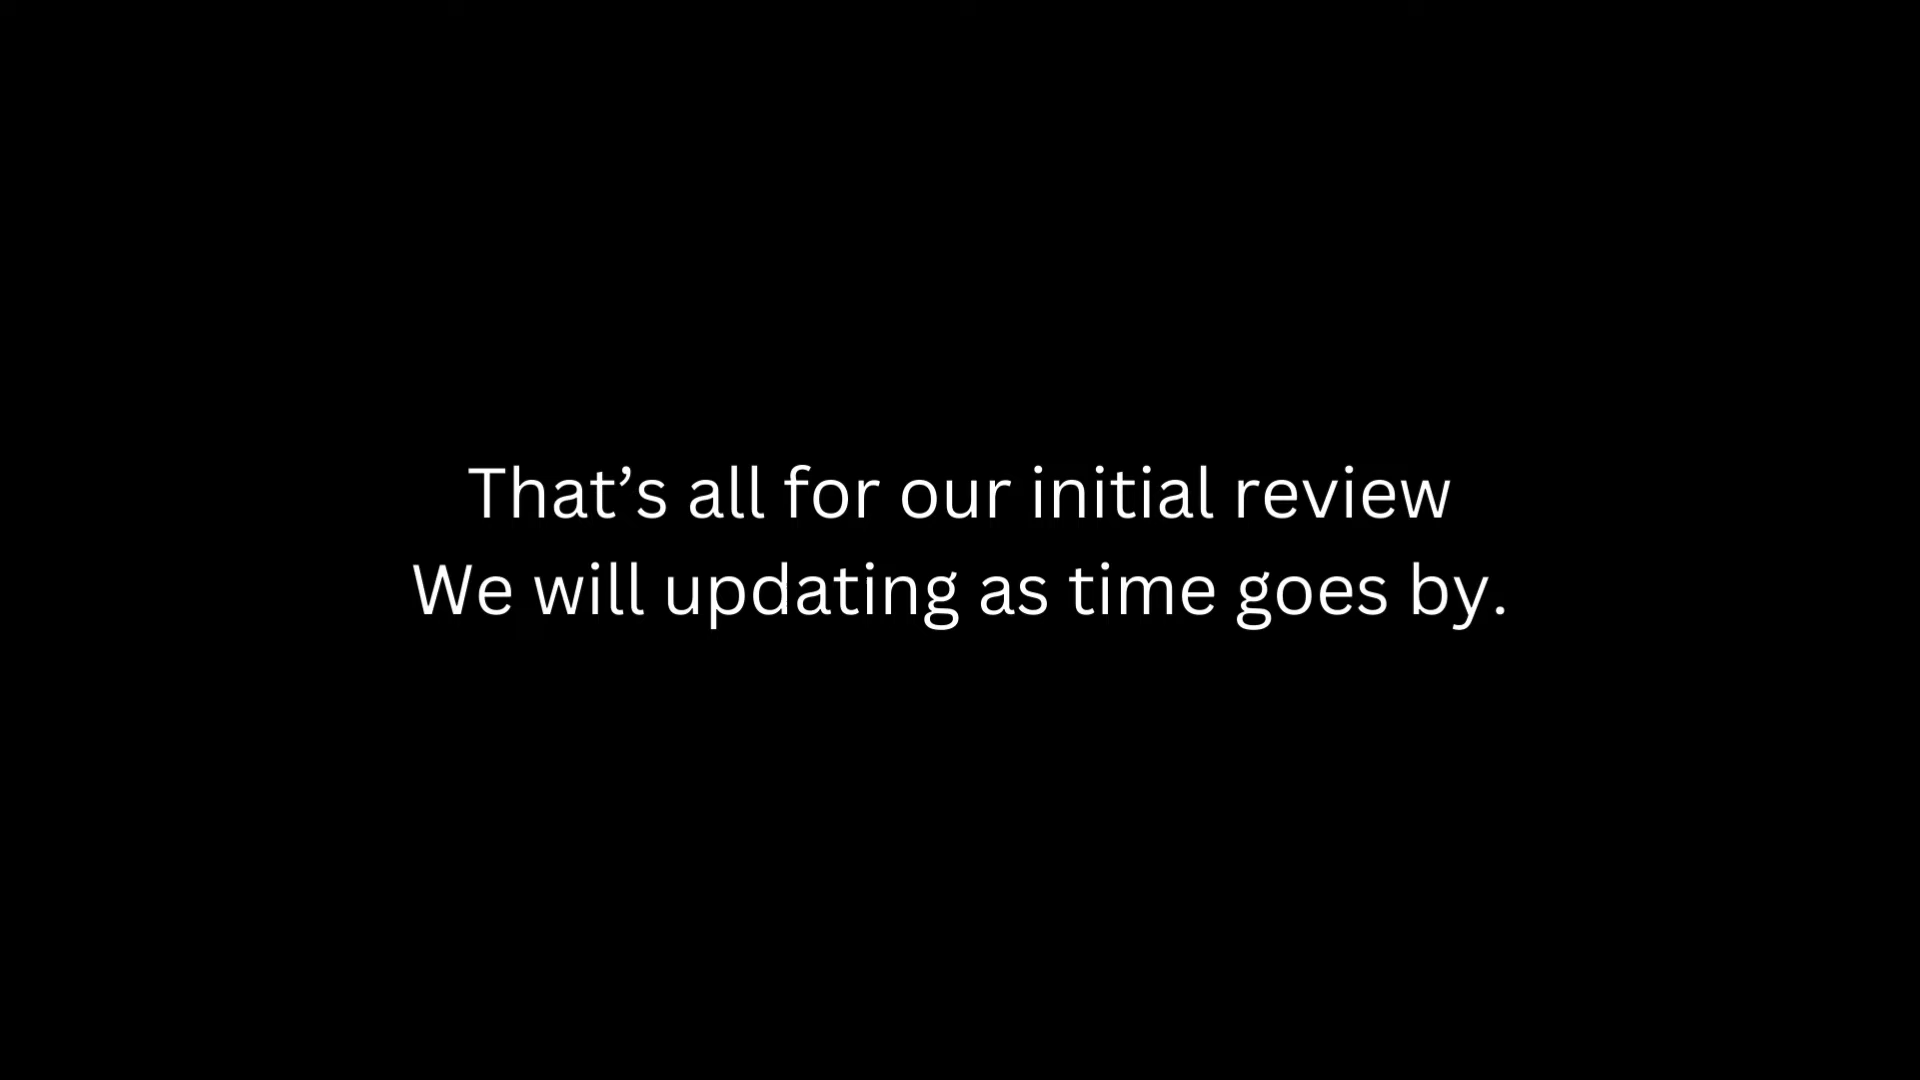 That’s all for our initial review
We will updating as time goes by.